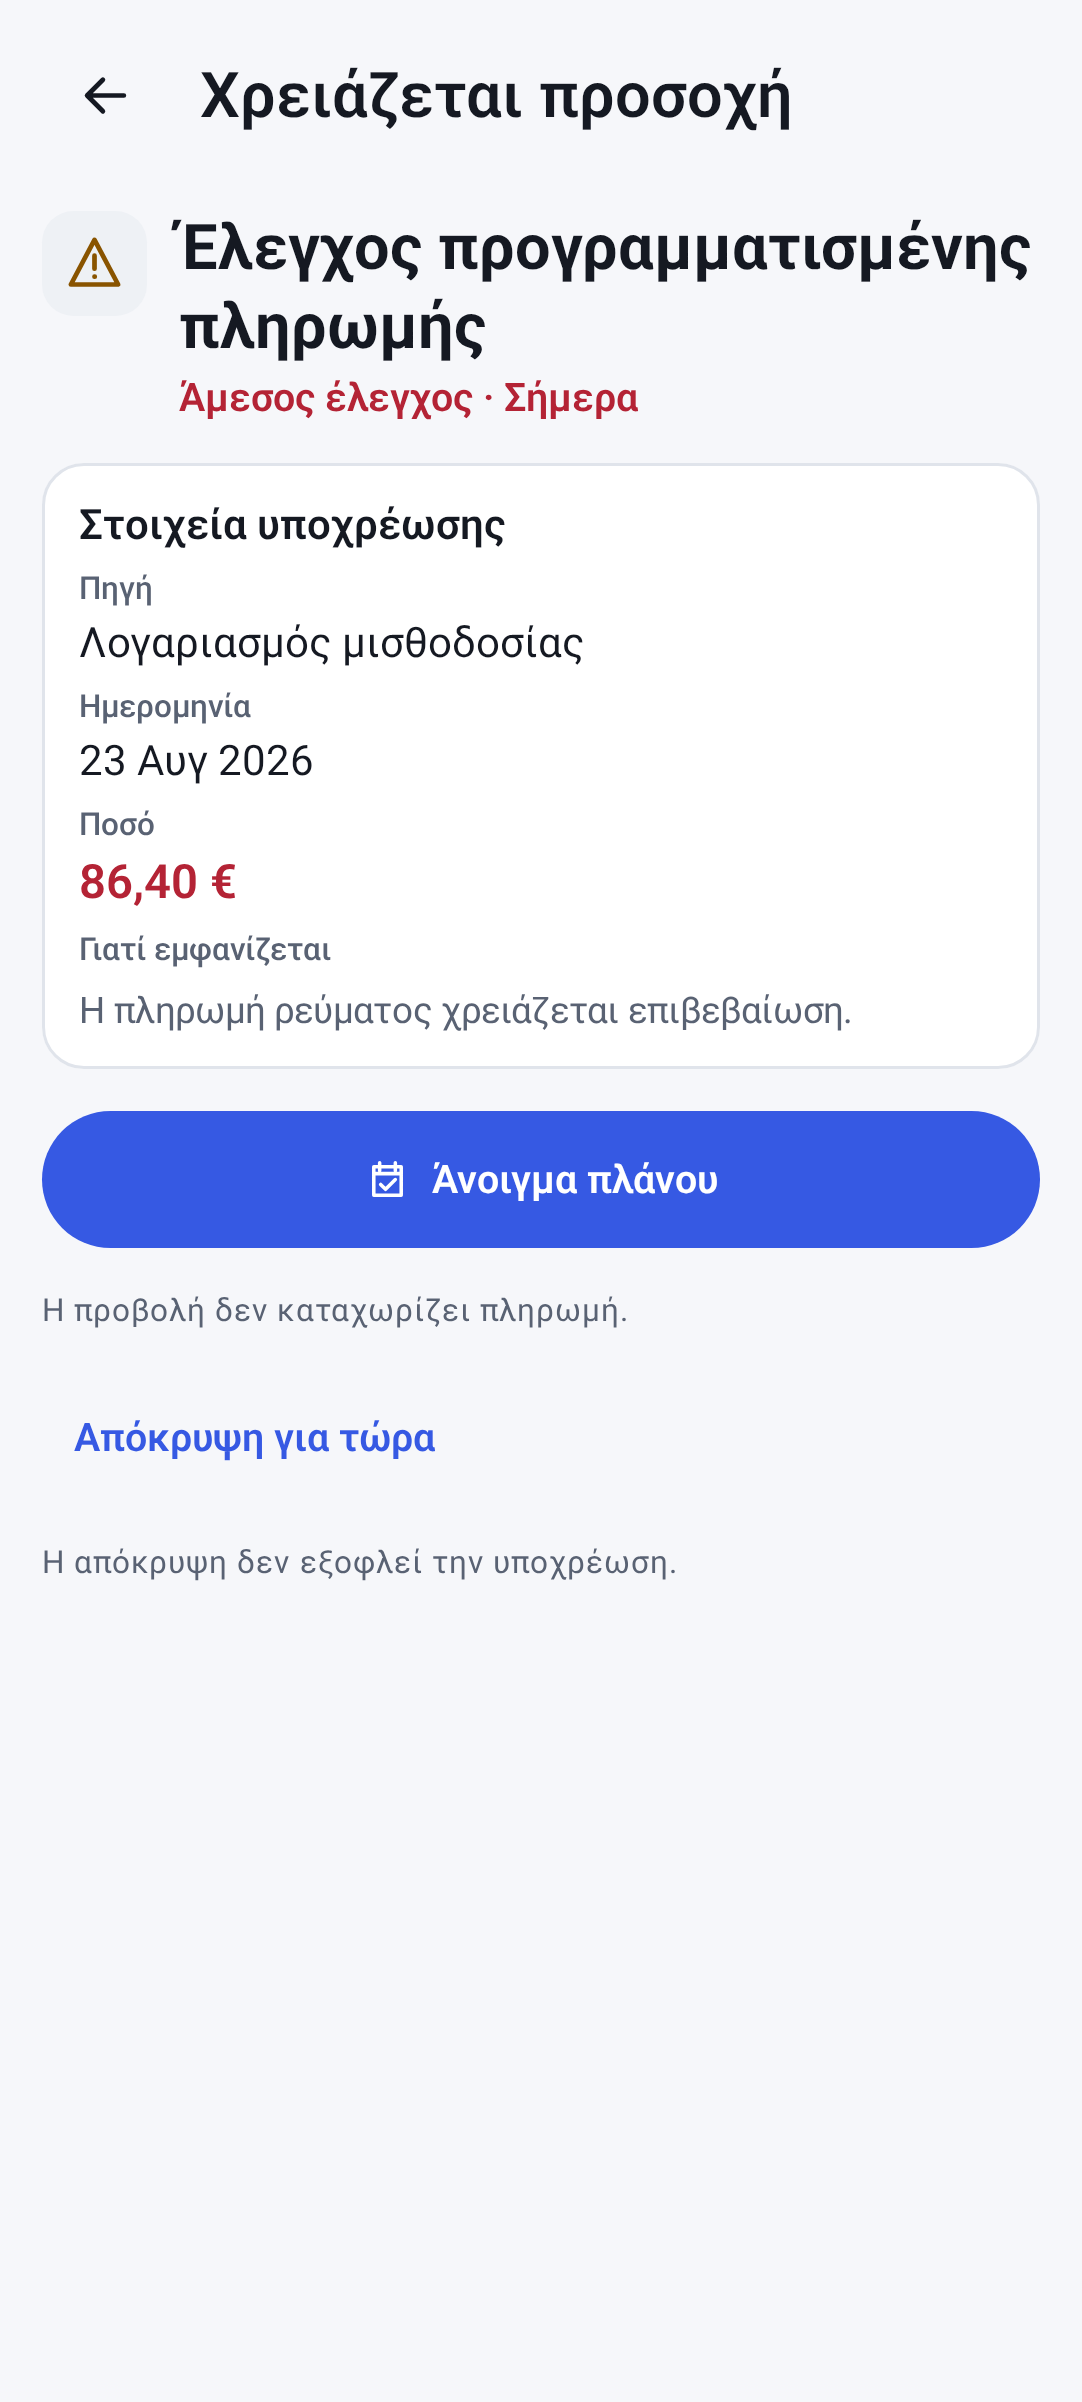 Χρειάζεται προσοχή
Έλεγχος προγραμματισμένης
πληρωμής
Άμεσος έλεγχος · Σήμερα
Στοιχεία υποχρέωσης
Πηγή
Λογαριασμός μισθοδοσίας
Ημερομηνία
23 Αυγ 2026
Ποσό
86,40 €
Γιατί εμφανίζεται
Η πληρωμή ρεύματος χρειάζεται επιβεβαίωση.
Άνοιγμα πλάνου
Η προβολή δεν καταχωρίζει πληρωμή.
Απόκρυψη για τώρα
Η απόκρυψη δεν εξοφλεί την υποχρέωση.